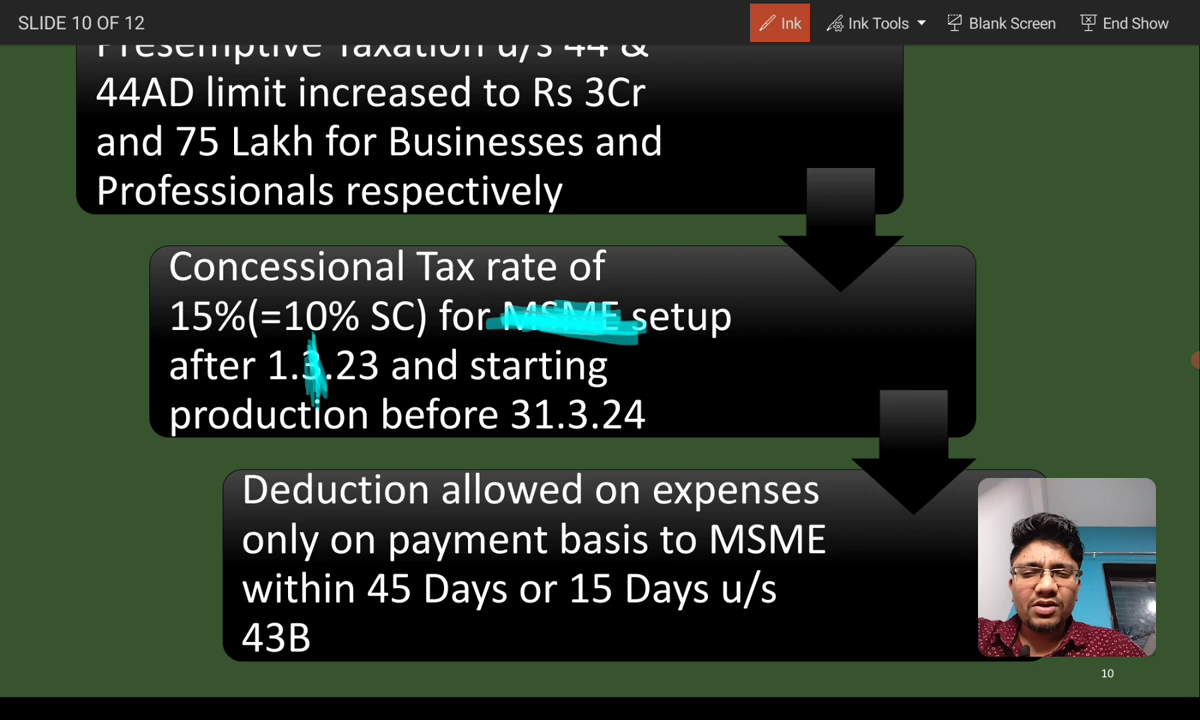 SLIDE 10 OF 12
Ink
Ink Tools
Blank Screen
End Show
Presemptive Taxation u/s 44 &
44AD limit increased to Rs 3Cr
and 75 Lakh for Businesses and
Professionals respectively
Concessional Tax rate of
15%(=10% SC) for MSME setup
after 1.3.23 and starting
production before 31.3.24
Deduction allowed on expenses
only on payment basis to MSME
within 45 Days or 15 Days u/s
43B
10